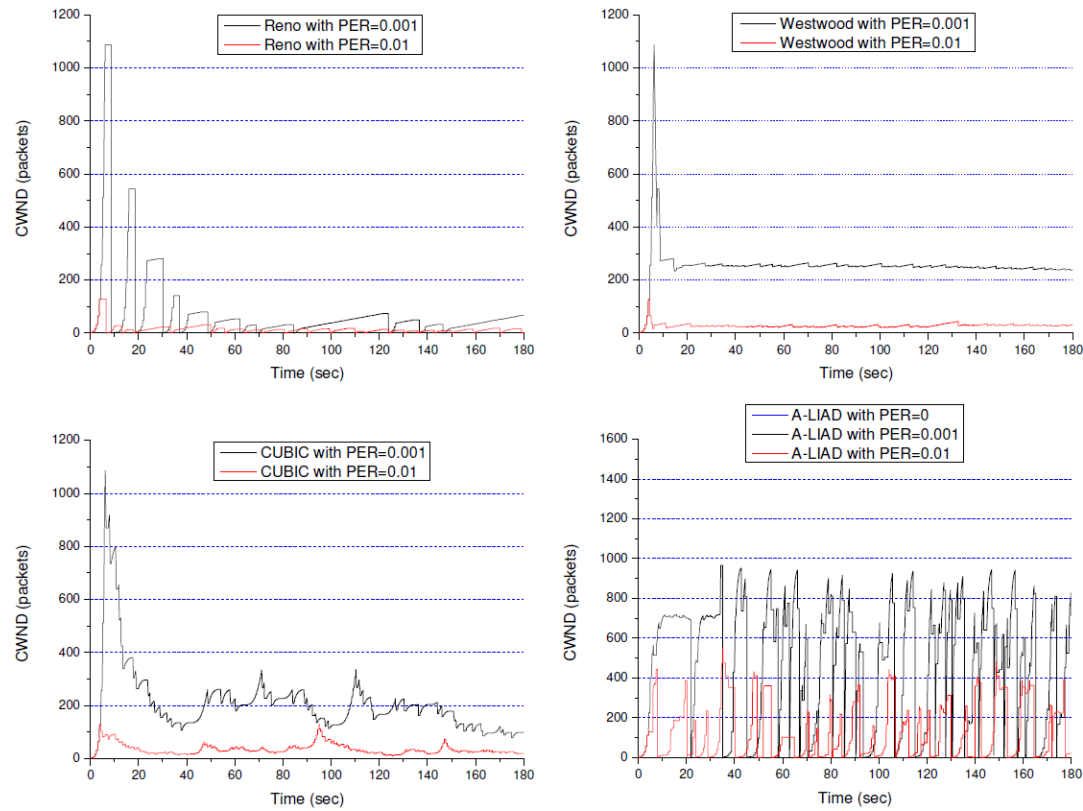 Reno with PER=0.001
Reno with PER=0.01
1200
1000
800
600
400
200
0
CWND (packets)
0 20 40 60 80 100 120 140 160 180
Time (sec)
Westwood with PER=0.001
Westwood with PER=0.01
1200
1000
800
600
400
200
0
CWND (packets)
0 20 40 60 80 100 120 140 160 180
Time (sec)
CUBIC with PER=0.001
CUBIC with PER=0.01
1200
1000
800
600
400
200
0
CWND (packets)
0 20 40 60 80 100 120 140 160 180
Time (sec)
A-LIAD with PER=0
A-LIAD with PER=0.001
A-LIAD with PER=0.01
1600
1400
1200
1000
800
600
400
200
0
CWND (packets)
0 20 40 60 80 100 120 140 160 180
Time (sec)